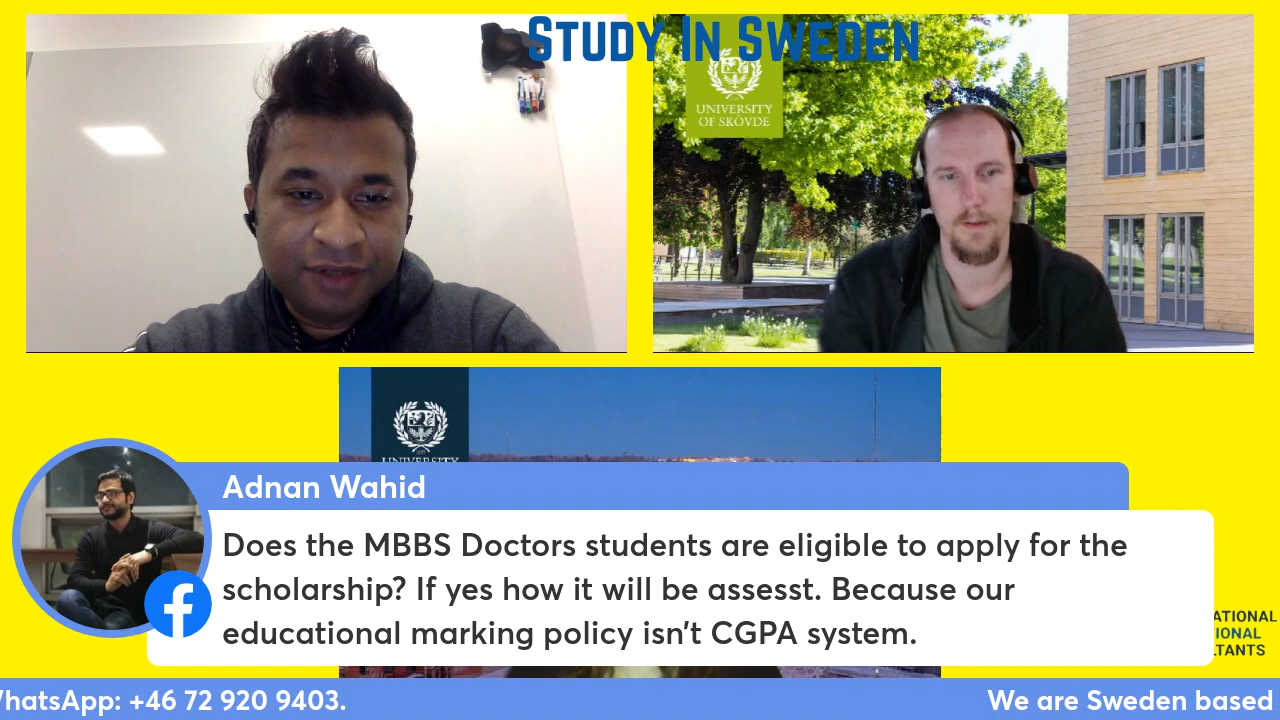 STUDY IN SWEDEN
UNIVERSITY
OF SKÖVDE
UNIVERSITY
Adnan Wahid
Does the MBBS Doctors students are eligible to apply for the
scholarship? If yes how it will be assesst. Because our
educational marking policy isn't CGPA system.
WhatsApp: +46 72 920 9403.
We are Sweden based